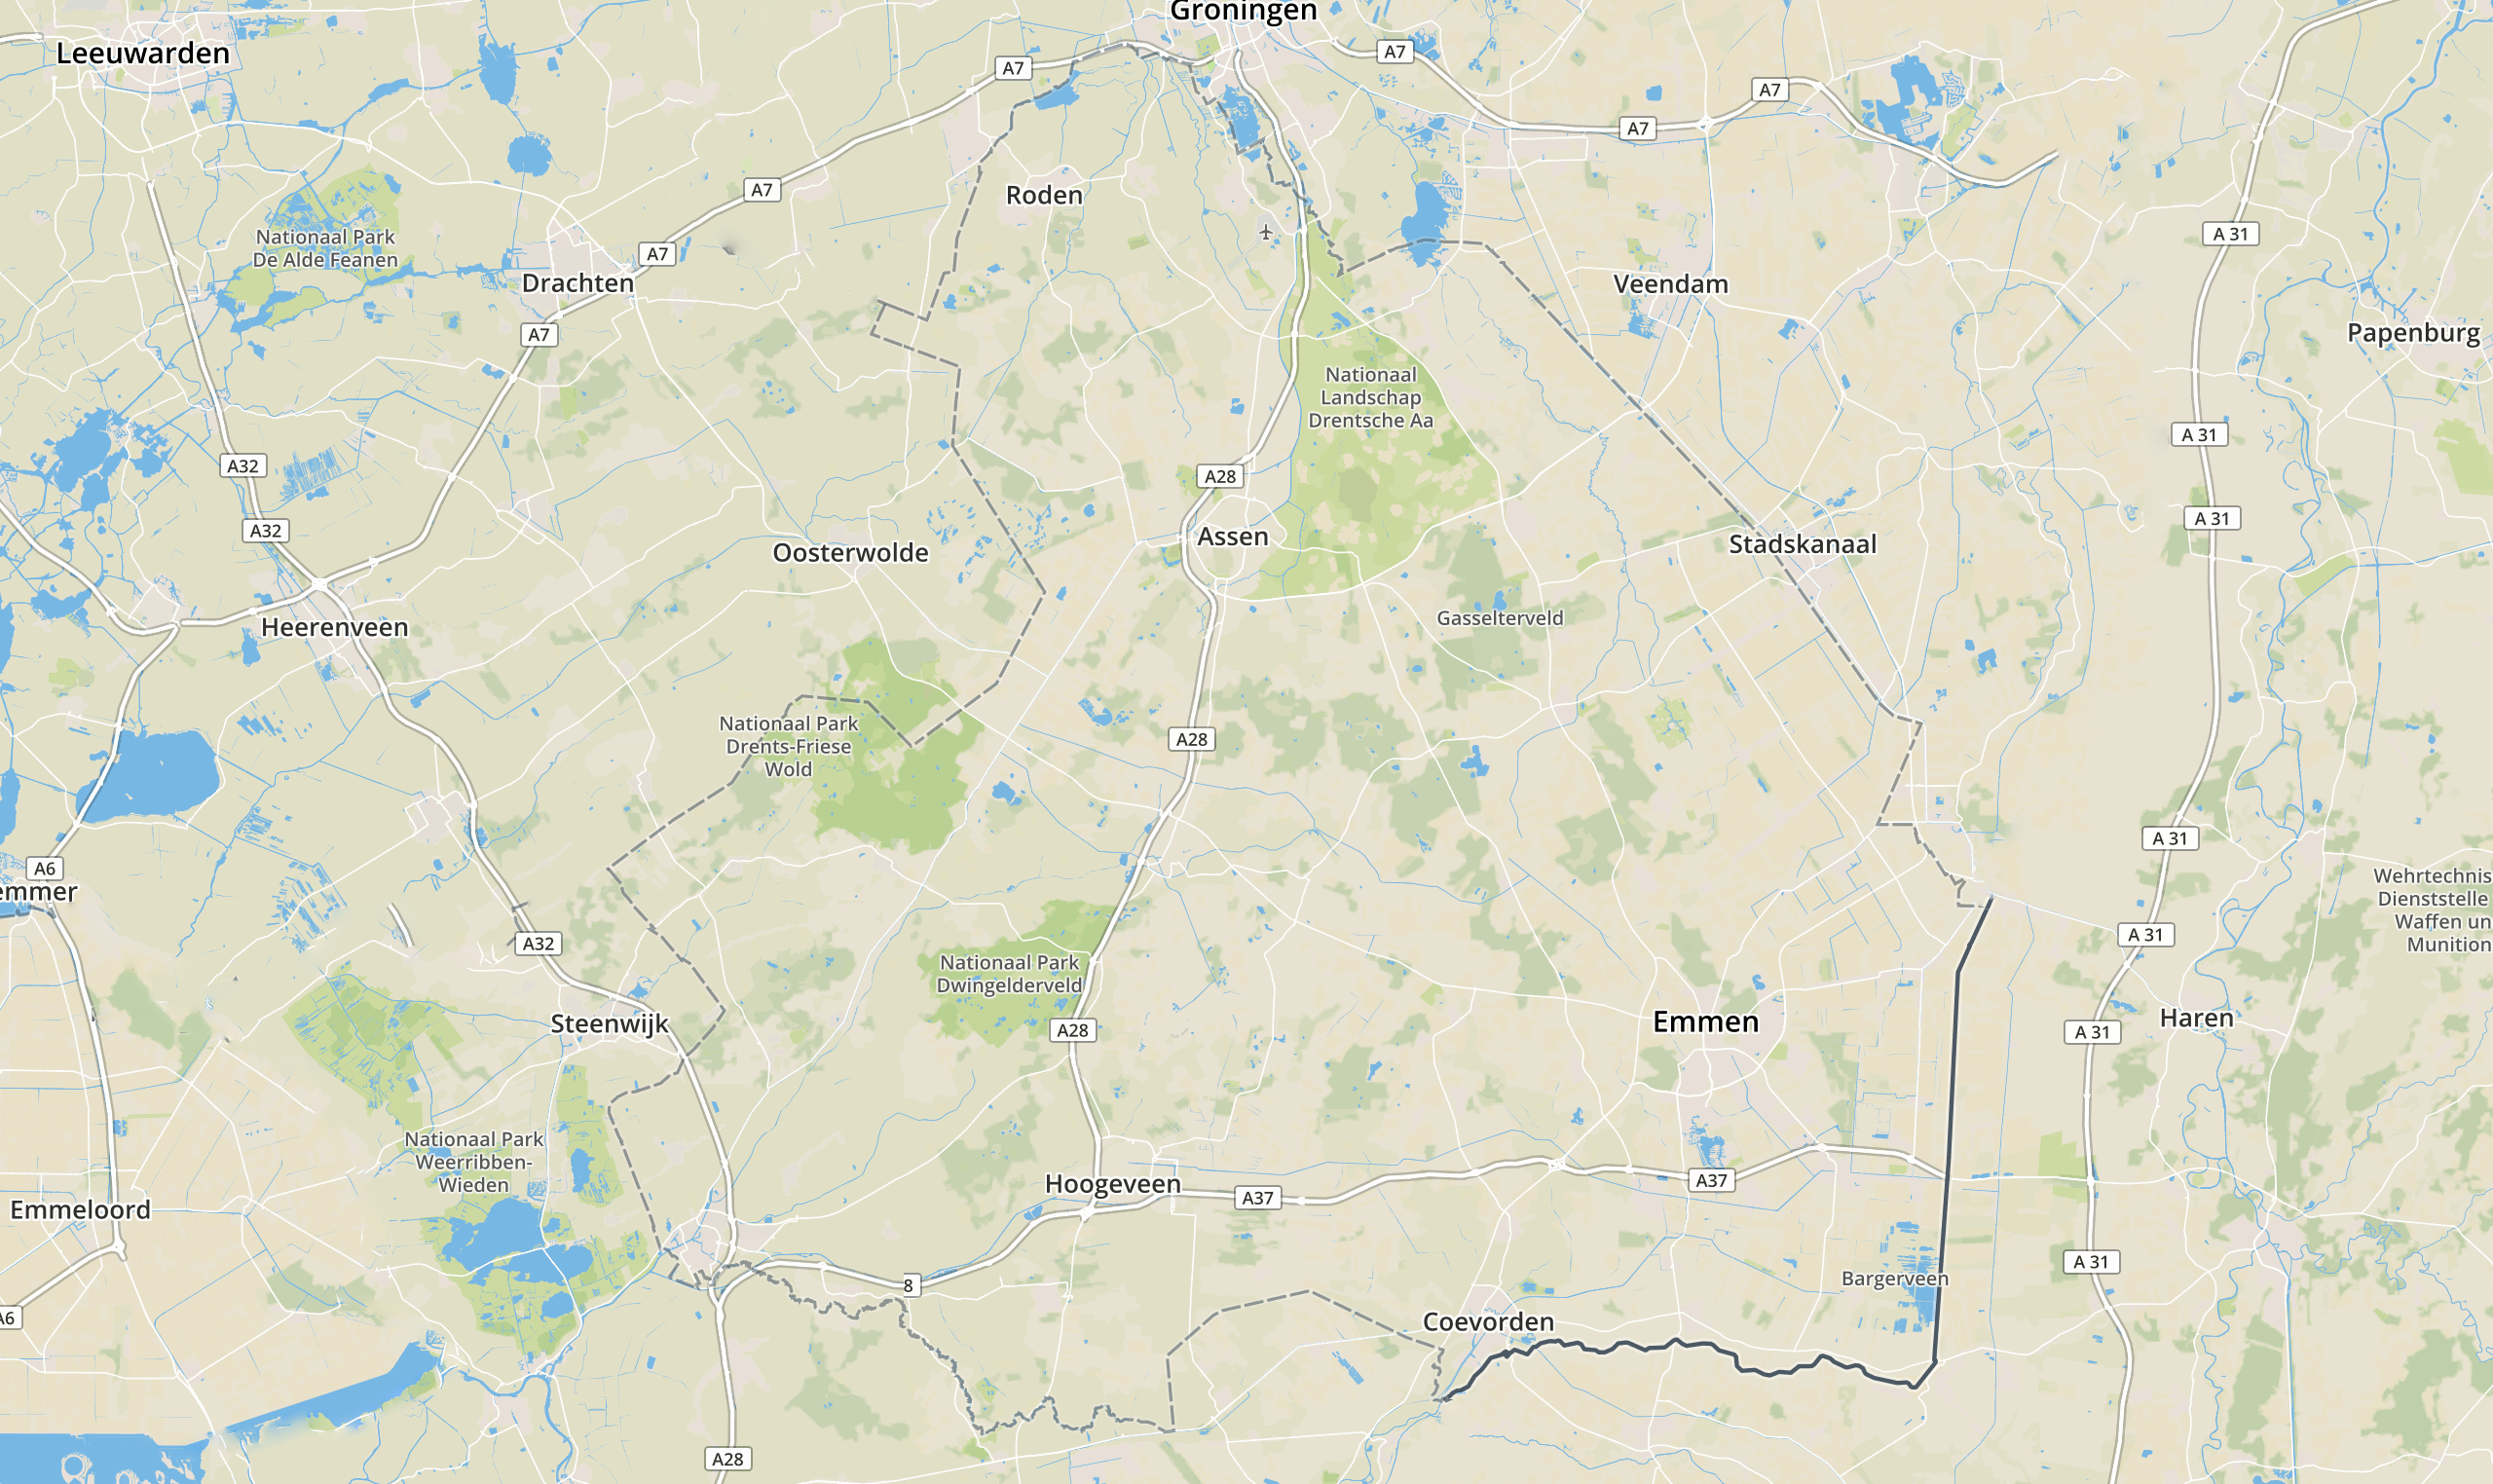 Groningen
Leeuwarden
A7
A7
A7
A7
A7
Roden
Nationaal Park
De Alde Feanen
A 31
A7
Drachten
Veendam
A7
Papenburg
Nationaal
Landschap
Drentsche Aa
A 31
A32
A28
A 31
A32
Assen
Stadskanaal
Oosterwolde
Heerenveen
Gasselterveld
Nationaal Park
Drents-Friese
Wold
A28
A 31
A6
emmer
Wehrtechnis
Dienststelle
Waffen un
Munition
A 31
A32
Nationaal Park
Dwingelderveld
Steenwijk
A28
Emmen
Haren
A 31
Nationaal Park
Weerribben-
Wieden
Hoogeveen
A37
A37
Emmeloord
A 31
8
Bargerveen
A6
Coevorden
A28